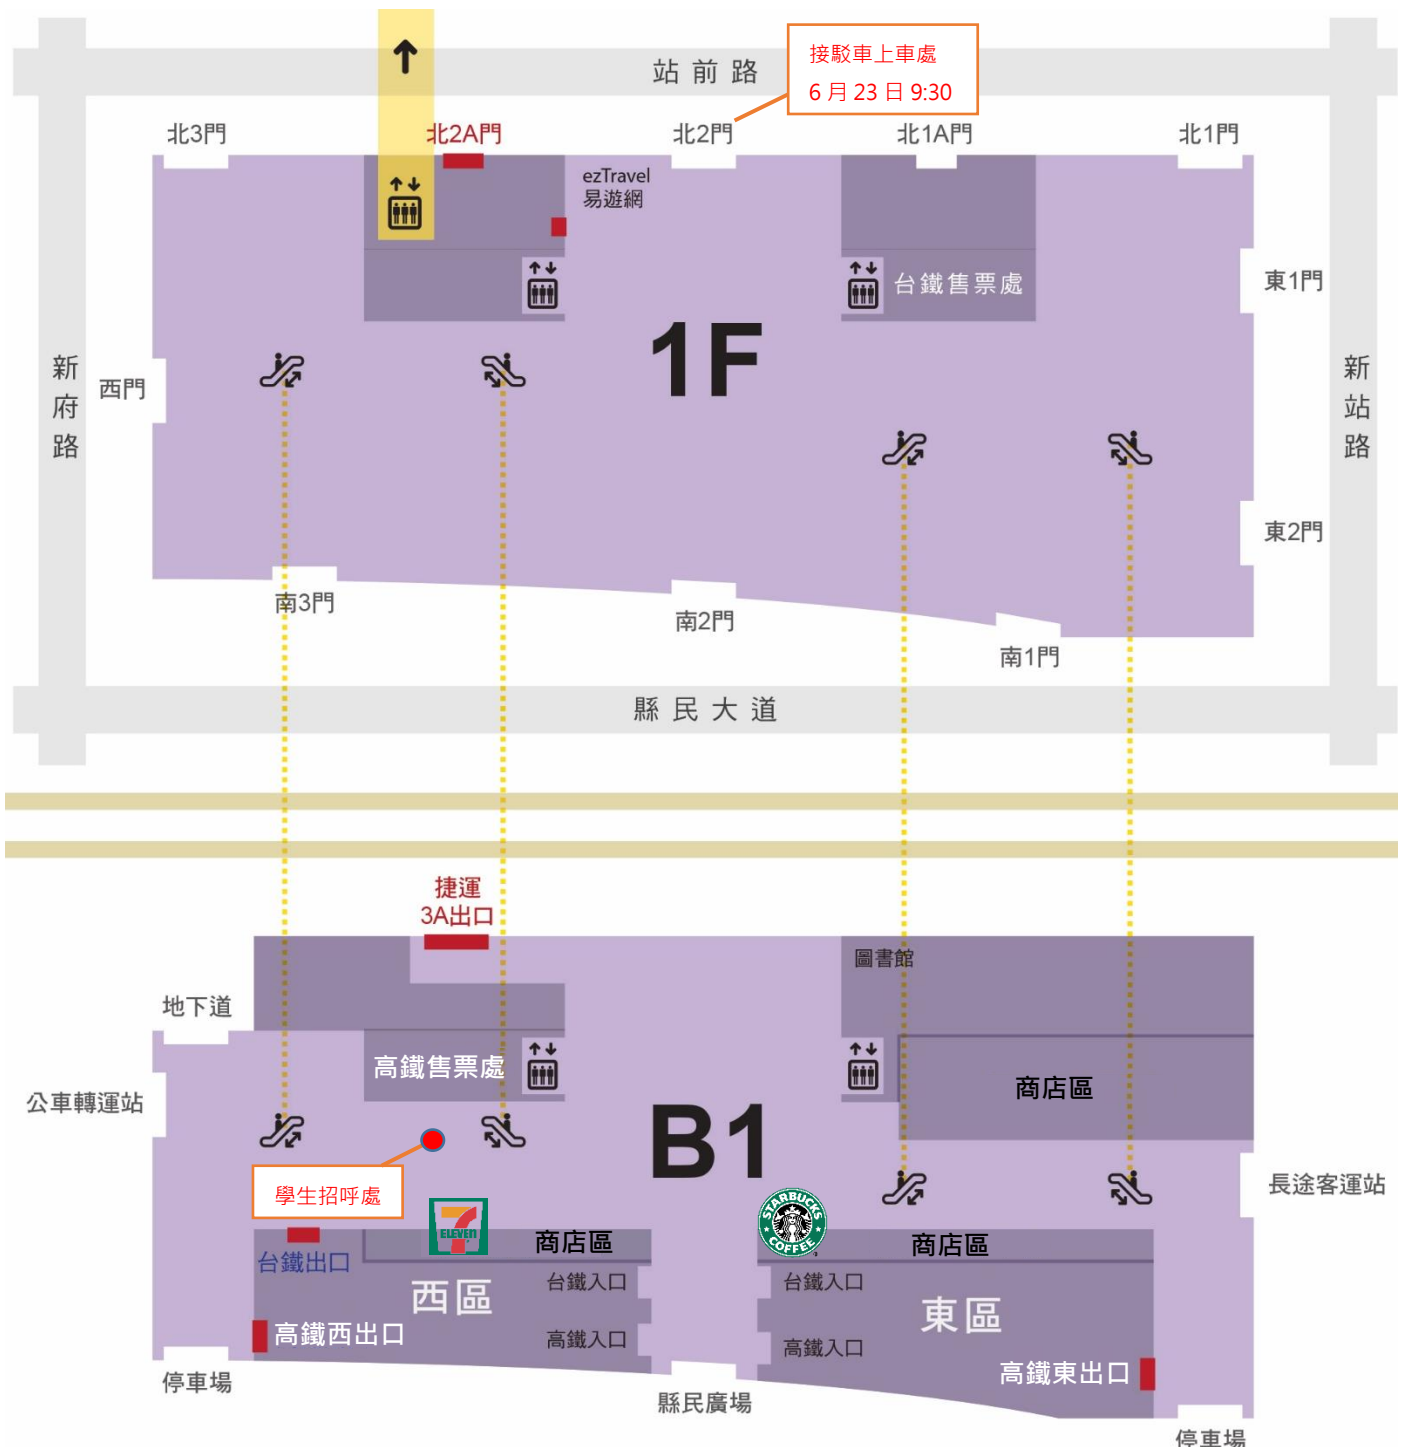 接駁車上車處
6 月 23 日 9:30
站前路
北3門
北2A門
北2門
北1A門
北1門
ezTravel
易遊網
台鐵售票處
東1門
1F
新府路
西門
新站路
東2門
南3門
南2門
南1門
縣民大道
捷運
3A出口
圖書館
地下道
高鐵售票處
商店區
公車轉運站
B1
學生招呼處
長途客運站
7
ELEVEN
STARBUCKS
COFFEE
商店區
商店區
台鐵出口
西區
台鐵入口
台鐵入口
東區
高鐵西出口
高鐵入口
高鐵入口
高鐵東出口
停車場
縣民廣場
停車場